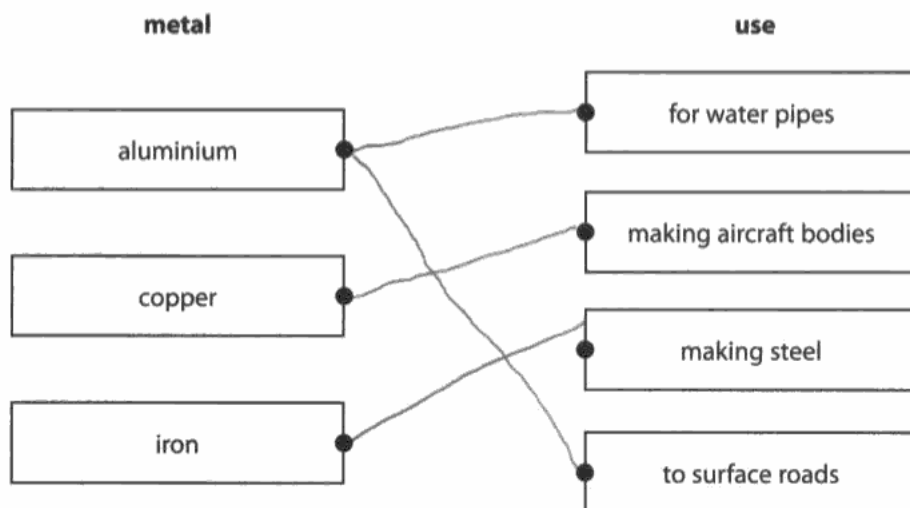 metal
use
aluminium
for water pipes
making aircraft bodies
copper
making steel
iron
to surface roads